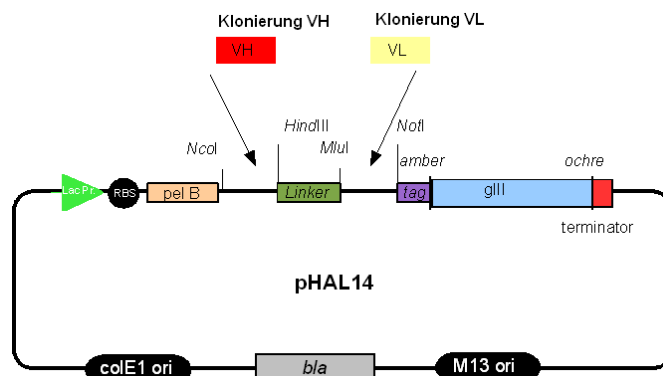 Klonierung VH
Klonierung VL
VH
VL
HindIII
NotI
NcoI
MluI
amber
ochre
Lac Pr.
RBS
pel B
Linker
tag
gIII
terminator
pHAL14
colE1 ori
bla
M13 ori